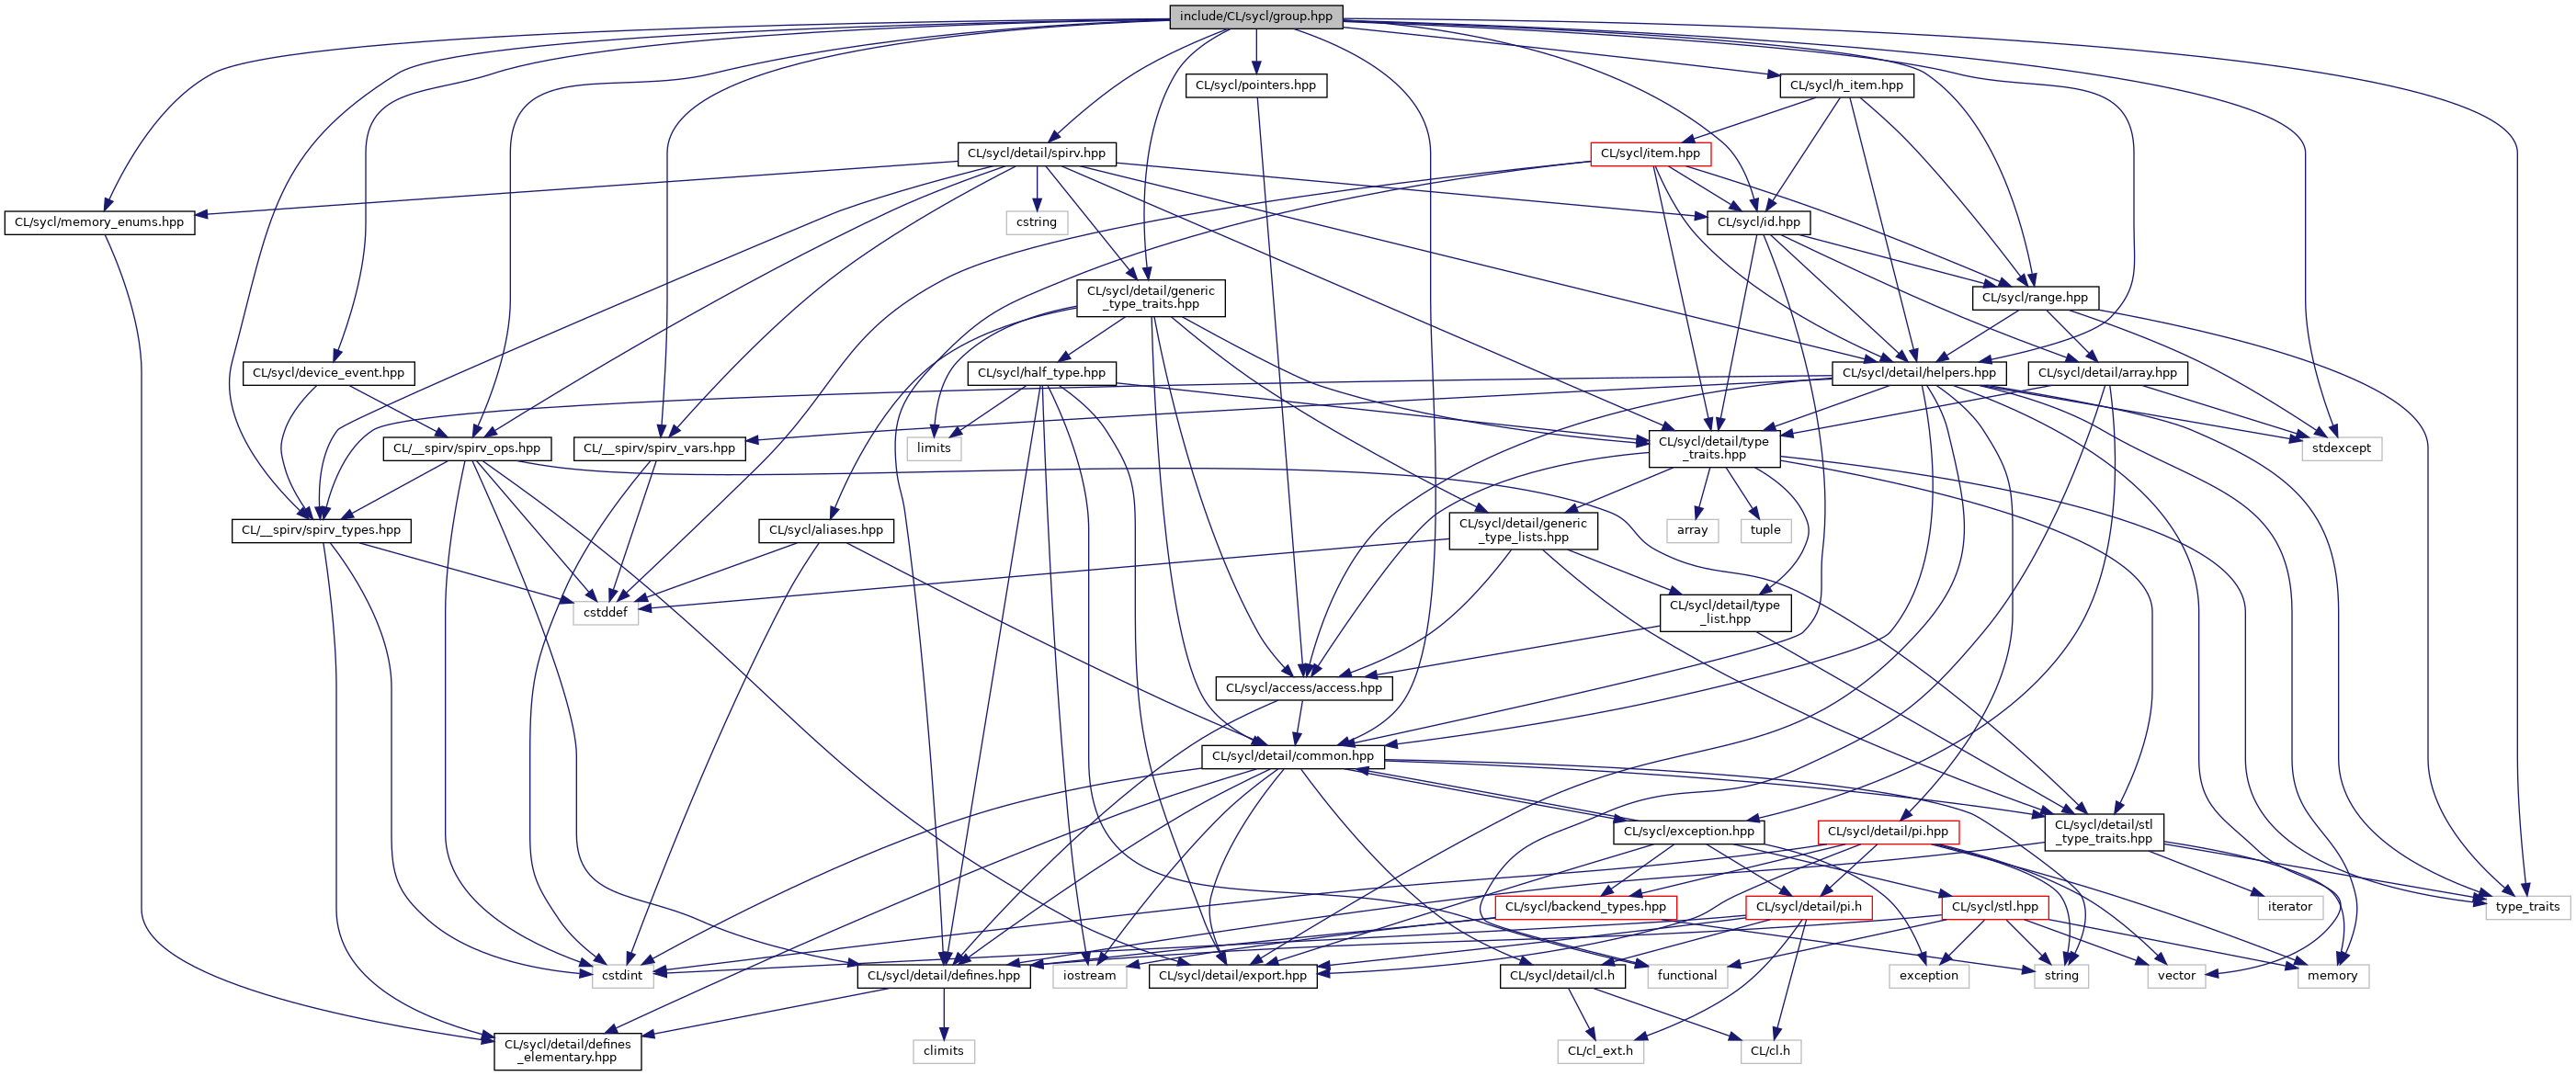 include/CL/sycl/group.hpp
CL/sycl/pointers.hpp
CL/sycl/h_item.hpp
CL/sycl/detail/spirv.hpp
CL/sycl/item.hpp
CL/sycl/memory_enums.hpp
cstring
CL/sycl/id.hpp
CL/sycl/detail/generic
_type_traits.hpp
CL/sycl/range.hpp
CL/sycl/device_event.hpp
CL/sycl/half_type.hpp
CL/sycl/detail/helpers.hpp
CL/sycl/detail/array.hpp
CL/__spirv/spirv_ops.hpp
CL/__spirv/spirv_vars.hpp
limits
CL/sycl/detail/type
_traits.hpp
stdexcept
CL/__spirv/spirv_types.hpp
CL/sycl/aliases.hpp
CL/sycl/detail/generic
_type_lists.hpp
array
tuple
cstddef
CL/sycl/detail/type
_list.hpp
CL/sycl/access/access.hpp
CL/sycl/detail/common.hpp
CL/sycl/exception.hpp
CL/sycl/detail/pi.hpp
CL/sycl/detail/stl
_type_traits.hpp
CL/sycl/backend_types.hpp
CL/sycl/detail/pi.h
CL/sycl/stl.hpp
iterator
type_traits
cstdint
CL/sycl/detail/defines.hpp
iostream
CL/sycl/detail/export.hpp
CL/sycl/detail/cl.h
functional
exception
string
vector
memory
CL/sycl/detail/defines
_elementary.hpp
climits
CL/cl_ext.h
CL/cl.h